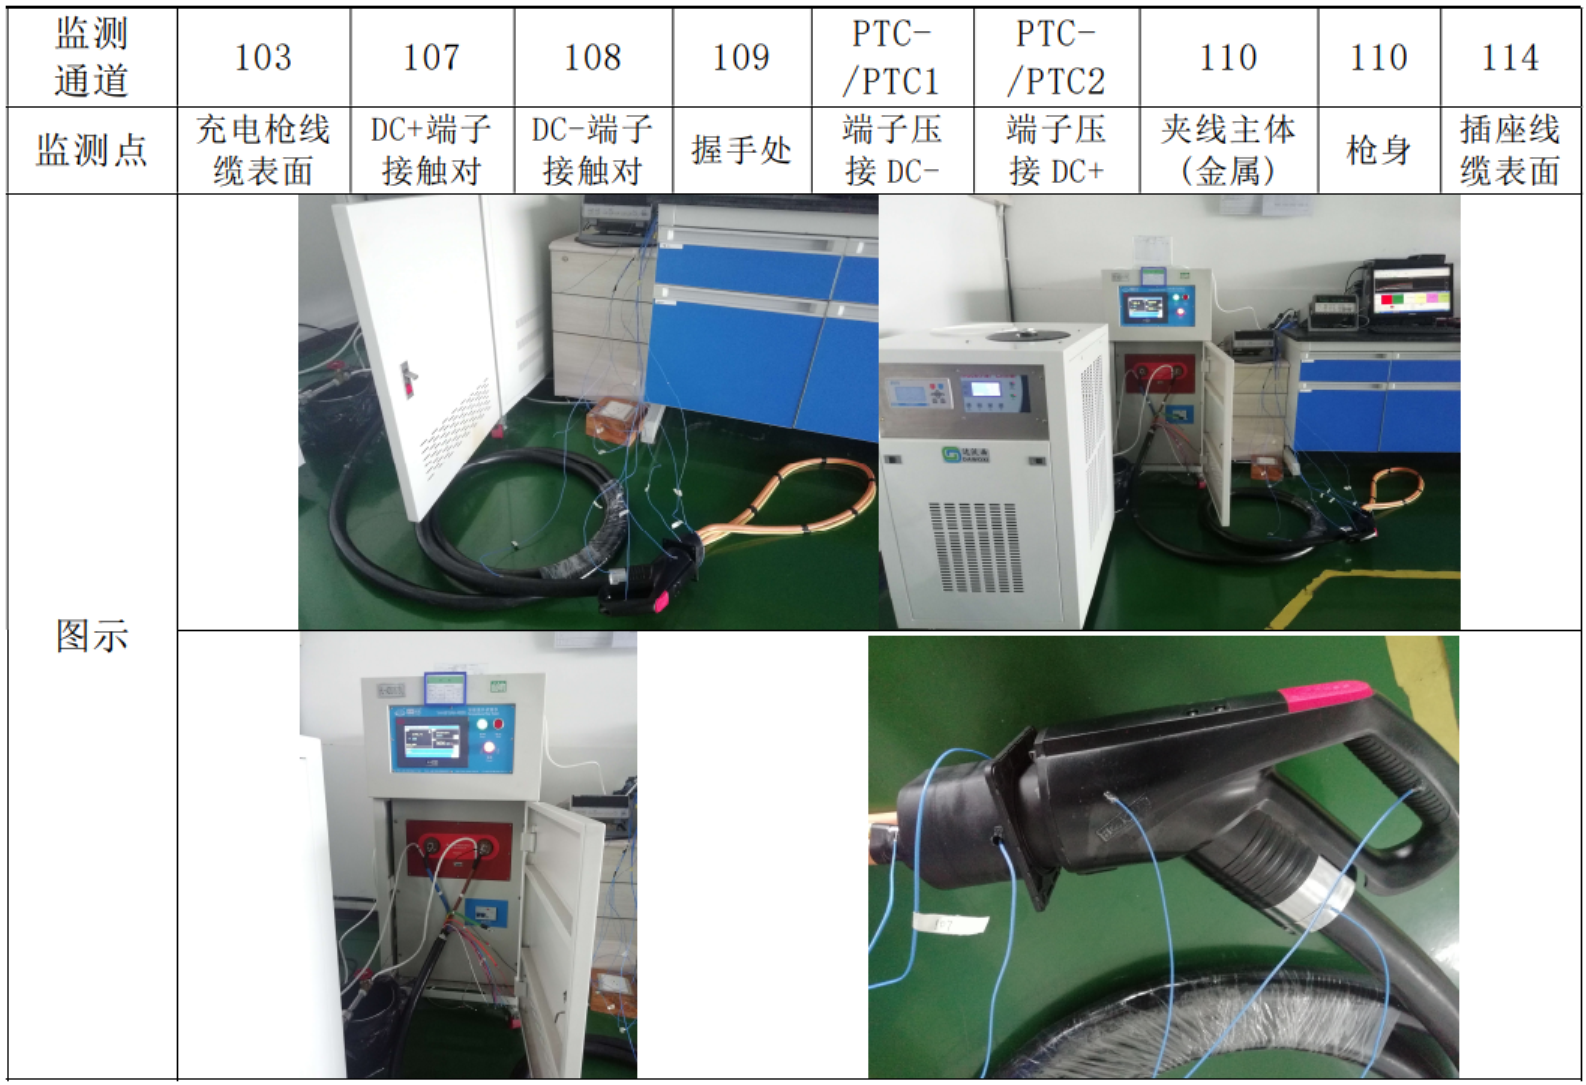 监测
通道
103
107
108
109
PTC-
/PTC1
PTC-
/PTC2
110
110
114
监测点
充电枪线
缆表面
DC+端子
接触对
DC-端子
接触对
握手处
端子压
接 DC-
端子压
接 DC+
夹线主体
(金属)
枪身
插座线
缆表面
图示
107